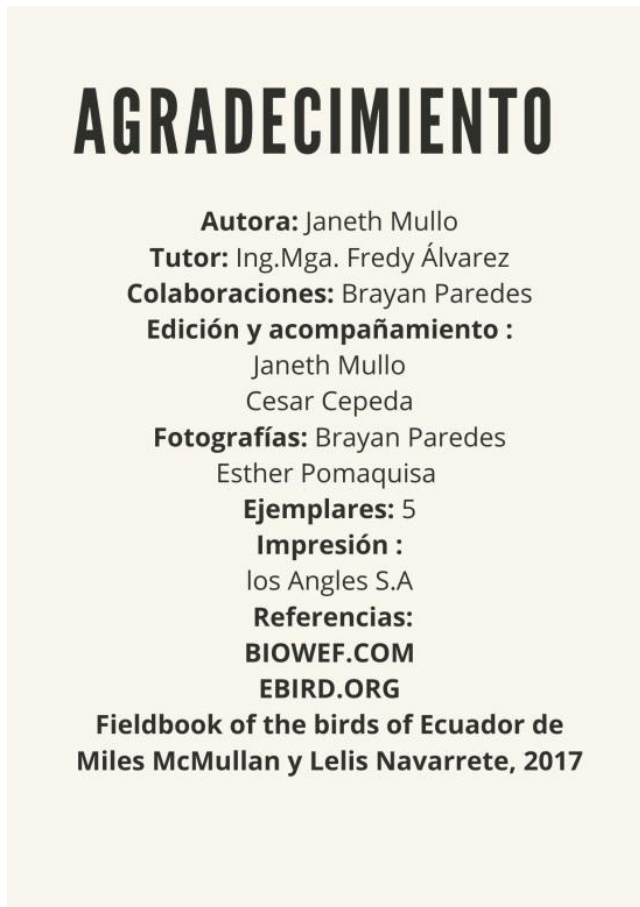 AGRADECIMIENTO
Autora: Janeth Mullo
Tutor: Ing.Mga. Fredy Álvarez
Colaboraciones: Brayan Paredes
Edición y acompañamiento :
Janeth Mullo
Cesar Cepeda
Fotografías: Brayan Paredes
Esther Pomaquisa
Ejemplares: 5
Impresión :
los Angles S.A
Referencias:
BIOWEF.COM
EBIRD.ORG
Fieldbook of the birds of Ecuador de
Miles McMullan y Lelis Navarrete, 2017